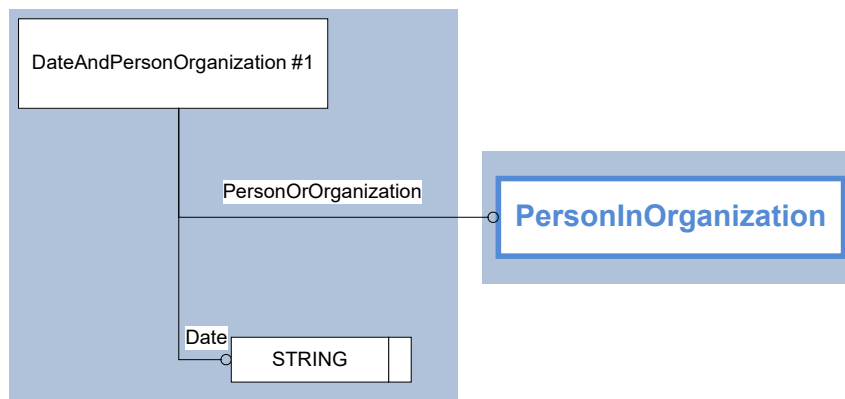 DateAndPersonOrganization #1
PersonOrOrganization
PersonInOrganization
Date
STRING